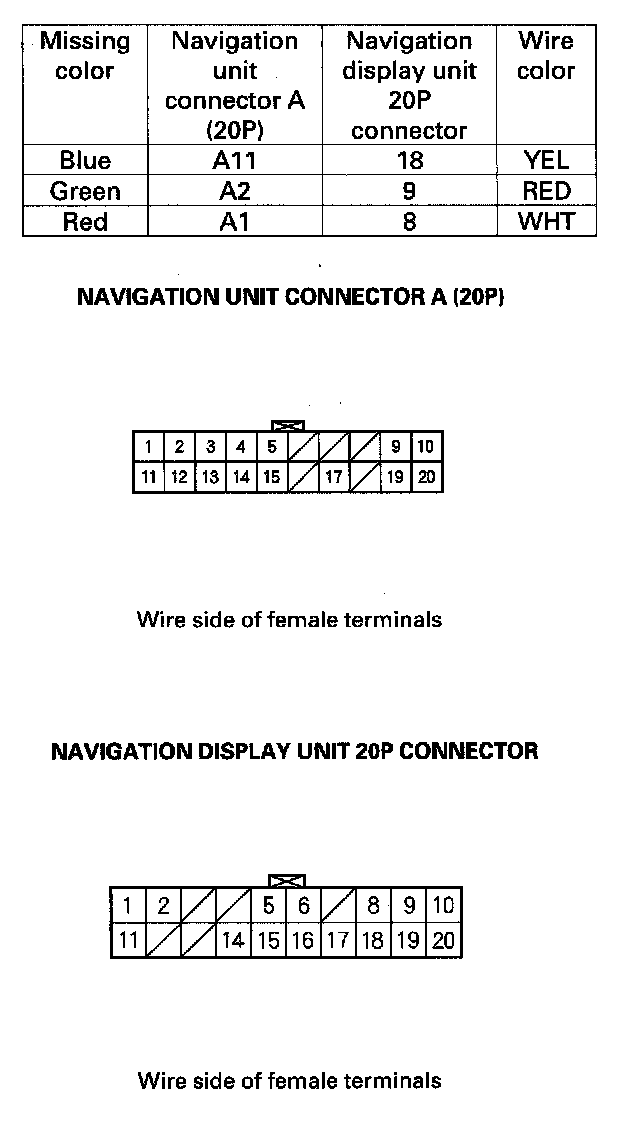 Missing color Navigation unit connector A (20P) Navigation display unit 20P connector Wire color
Blue A11 18 YEL
Green A2 9 RED
Red A1 8 WHT
NAVIGATION UNIT CONNECTOR A (20P)
1 2 3 4 5 9 10
11 12 13 14 15 17 19 20
Wire side of female terminals
NAVIGATION DISPLAY UNIT 20P CONNECTOR
1 2 5 6 8 9 10
11 14 15 16 17 18 19 20
Wire side of female terminals